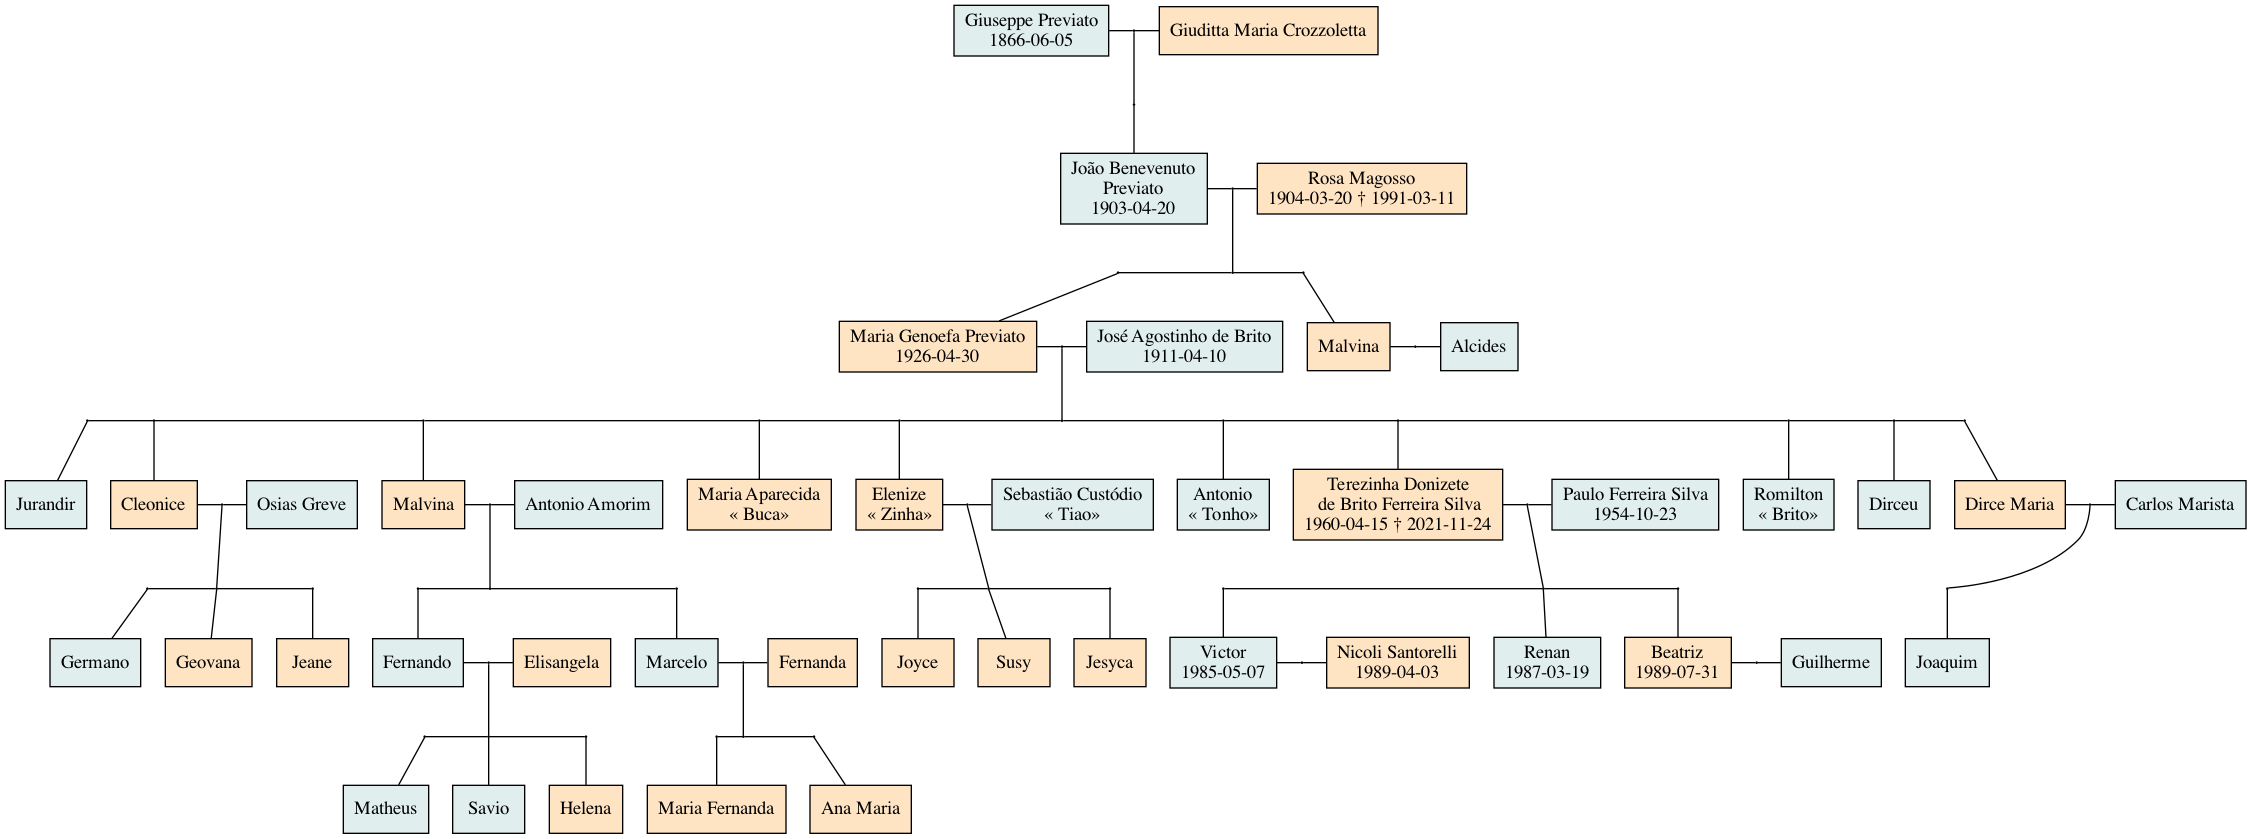 Giuseppe Previato
1866-06-05
Giuditta Maria Crozzoletta
João Benevenuto
Previato
1903-04-20
Rosa Magosso
1904-03-20 † 1991-03-11
Maria Genoefa Previato
1926-04-30
José Agostinho de Brito
1911-04-10
Malvina
Alcides
Jurandir
Cleonice
Osias Greve
Malvina
Antonio Amorim
Maria Aparecida
« Buca»
Elenize
« Zinha»
Sebastião Custódio
« Tiao»
Antonio
« Tonho»
Terezinha Donizete
de Brito Ferreira Silva
1960-04-15 † 2021-11-24
Paulo Ferreira Silva
1954-10-23
Romilton
« Brito»
Dirceu
Dirce Maria
Carlos Marista
Germano
Geovana
Jeane
Fernando
Elisangela
Marcelo
Fernanda
Joyce
Susy
Jesyca
Victor
1985-05-07
Nicoli Santorelli
1989-04-03
Renan
1987-03-19
Beatriz
1989-07-31
Guilherme
Joaquim
Matheus
Savio
Helena
Maria Fernanda
Ana Maria